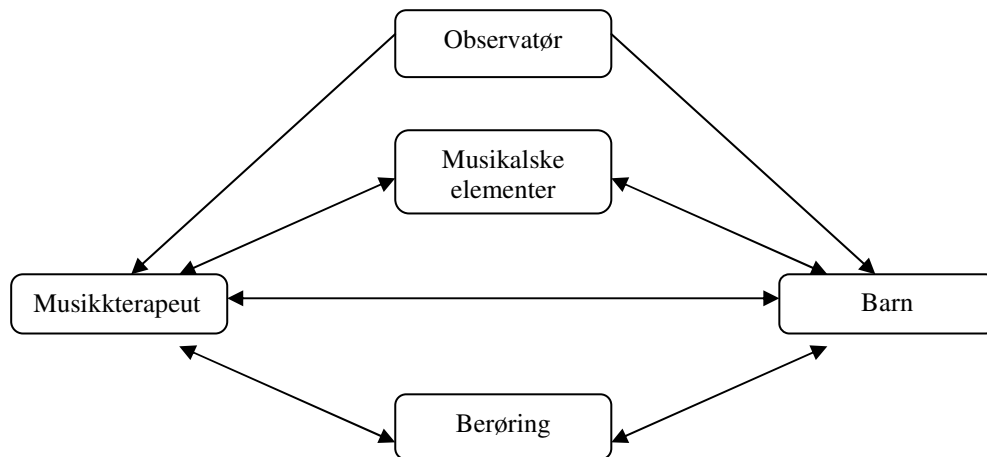 Observatør
Musikalske
elementer
Musikkterapeut
Barn
Berøring